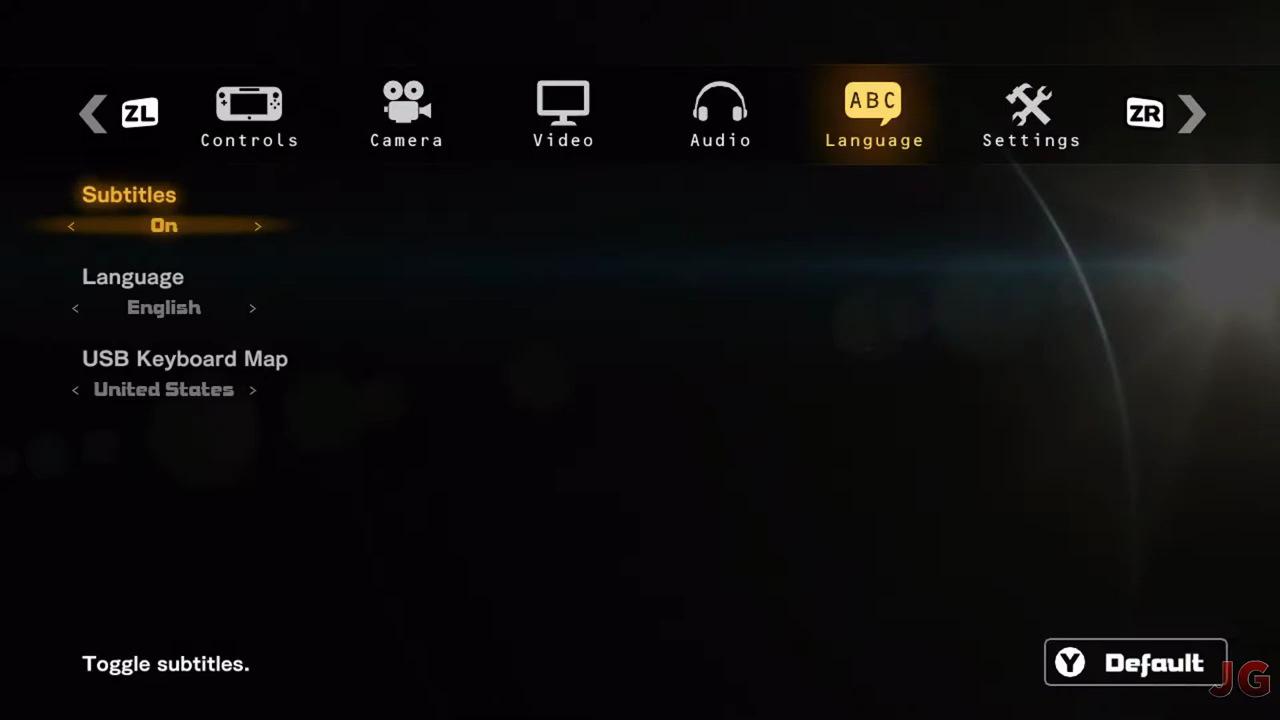 ZL
Controls
Camera
Video
Audio
ABC
Language
Settings
ZR
Subtitles
< On >
Language
< English >
USB Keyboard Map
< United States >
Toggle subtitles.
Y Default
JG